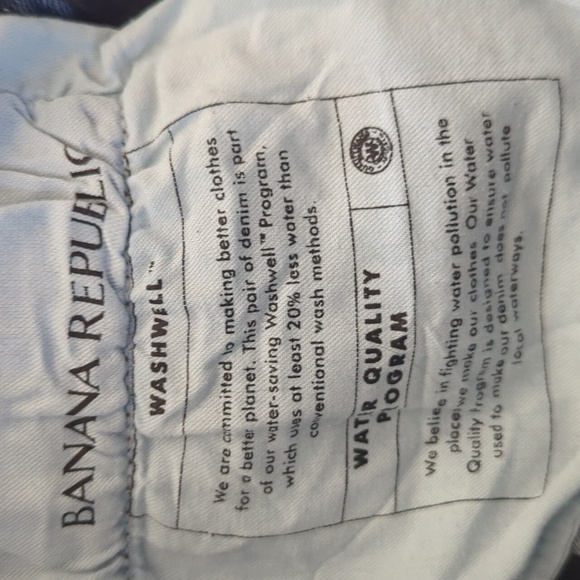 BANANA REPUBLIC
WASHWELL™
We are committed to making better clothes
for a better planet. This pair of denim is part
of our water-saving Washwell™ Program,
which uses at least 20% less water than
conventional wash methods.
WATER QUALITY
PROGRAM
We believe in fighting water pollution in the
places we make our clothes. Our Water
Quality Program is designed to ensure water
used to make our denim does not pollute
local waterways.